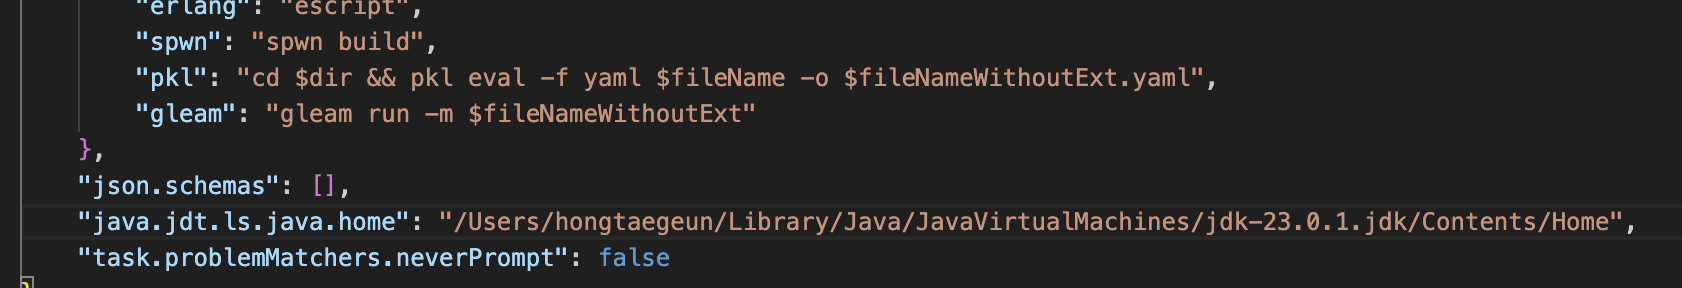 "erlang": "escript",
"spwn": "spwn build",
"pkl": "cd $dir && pkl eval -f yaml $fileName -o $fileNameWithoutExt.yaml",
"gleam": "gleam run -m $fileNameWithoutExt"
},
"json.schemas": [],
"java.jdt.ls.java.home": "/Users/hongtaegeun/Library/Java/JavaVirtualMachines/jdk-23.0.1.jdk/Contents/Home",
"task.problemMatchers.neverPrompt": false
}